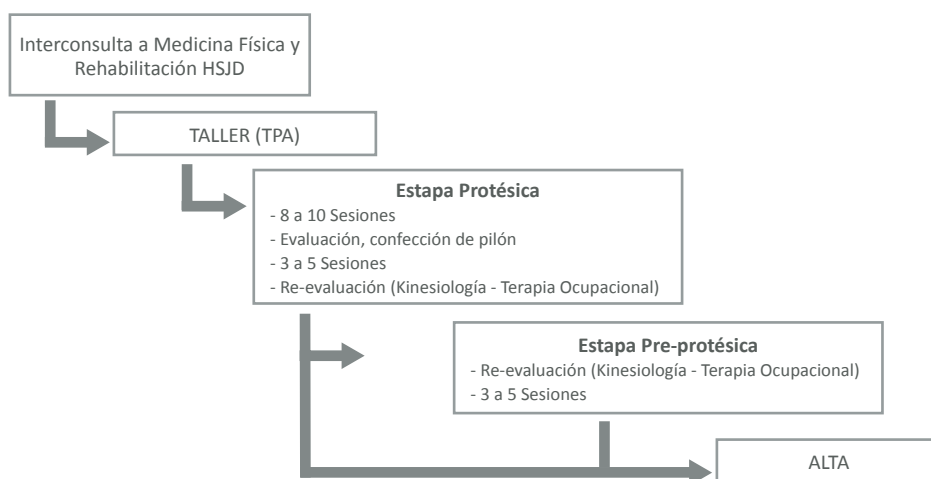 Interconsulta a Medicina Física y
Rehabilitación HSJD
TALLER (TPA)
Estapa Protésica
- 8 a 10 Sesiones
- Evaluación, confección de pilón
- 3 a 5 Sesiones
- Re-evaluación (Kinesiología - Terapia Ocupacional)
Estapa Pre-protésica
- Re-evaluación (Kinesiología - Terapia Ocupacional)
- 3 a 5 Sesiones
ALTA